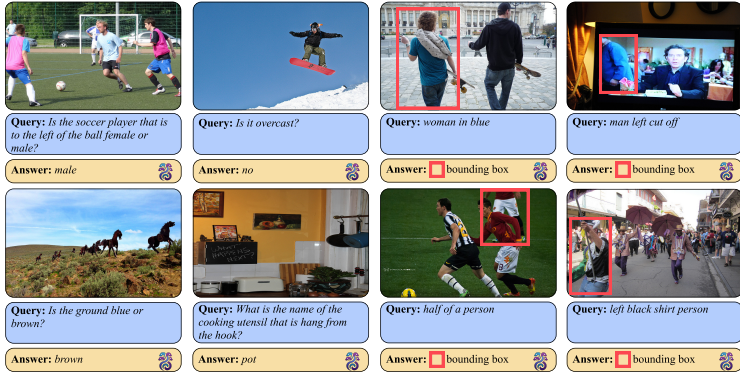 Query: Is the soccer player that is
to the left of the ball female or
male?
Answer: male
Query: Is it overcast?
Answer: no
Query: woman in blue
Answer: bounding box
Query: man left cut off
Answer: bounding box
Query: Is the ground blue or
brown?
Answer: brown
Query: What is the name of the
cooking utensil that is hang from
the hook?
Answer: pot
Query: half of a person
Answer: bounding box
Query: left black shirt person
Answer: bounding box